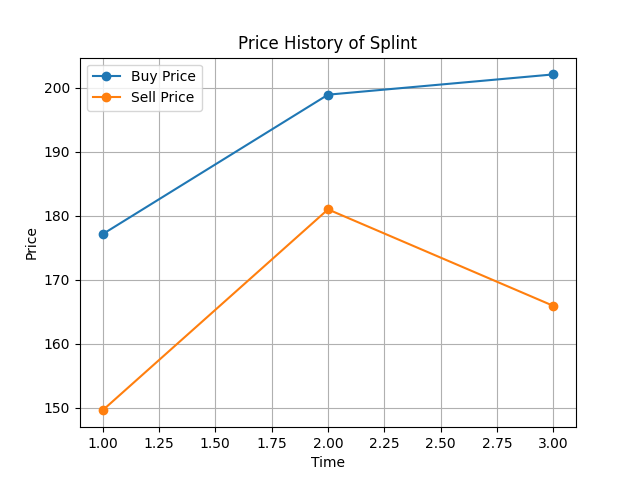 Price History of Splint
Buy Price
Sell Price
200
190
180
170
160
150
Price
1.00 1.25 1.50 1.75 2.00 2.25 2.50 2.75 3.00
Time